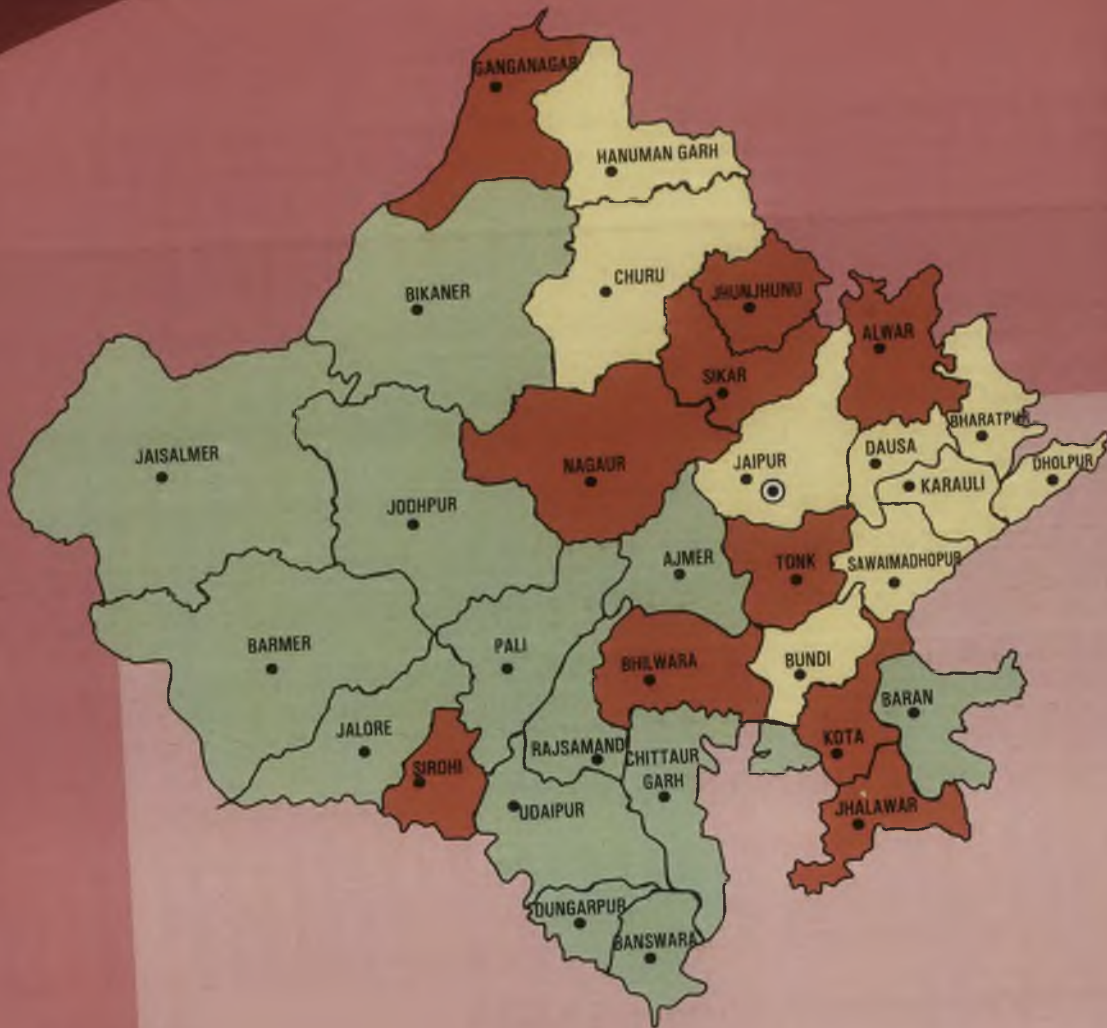 GANGANAGAR
HANUMAN GARH
CHURU
BIKANER
JHUNJHUNU
ALWAR
SIKAR
BHARATPUR
DAUSA
JAISALMER
NAGAUR
JAIPUR
DHOLPUR
KARAULI
JODHPUR
AJMER
TONK
SAWAIMADHOPUR
BARMER
PALI
BHILWARA
BUNDI
BARAN
JALORE
KOTA
RAJSAMAND
CHITTAUR
GARH
SIROHI
UDAIPUR
JHALAWAR
DUNGARPUR
BANSWARA